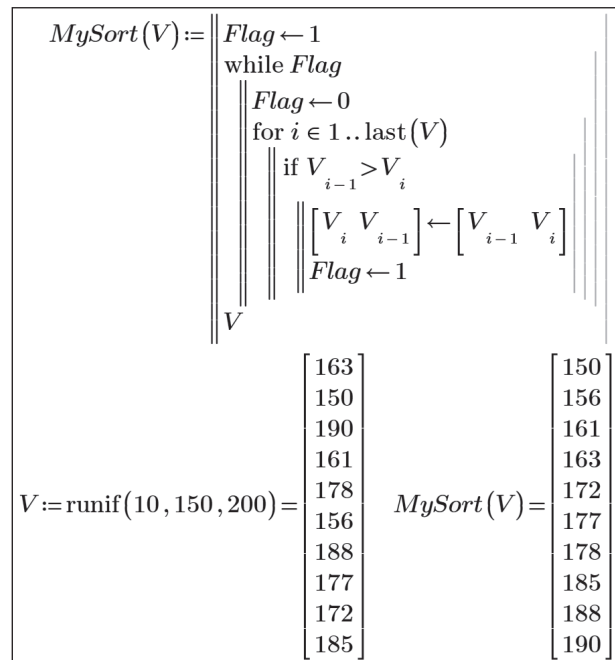 MySort(V):=‖Flag←1
while Flag
‖Flag←0
for i ∈ 1..last(V)
‖if V_{i−1}>V_i
‖[V_i V_{i−1}]←[V_{i−1} V_i]
Flag←1
V
V:=runif(10,150,200)=
[163
150
190
161
178
156
188
177
172
185]
MySort(V)=
[150
156
161
163
172
177
178
185
188
190]